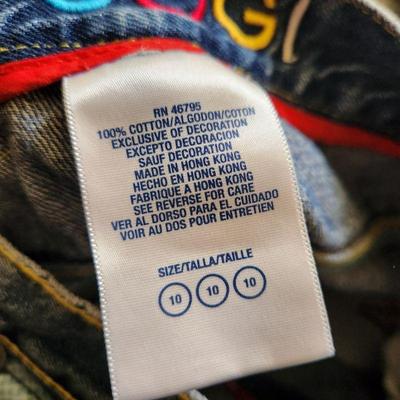 RN 46795
100% COTTON/ALGODON/COTON
EXCLUSIVE OF DECORATION
EXCEPTO DECORACION
SAUF DECORATION
MADE IN HONG KONG
HECHO EN HONG KONG
FABRIQUE A HONG KONG
SEE REVERSE FOR CARE
VER AL DORSO PARA EL CUIDADO
VOIR AU DOS POUR ENTRETIEN
SIZE/TALLA/TAILLE
10 10 10